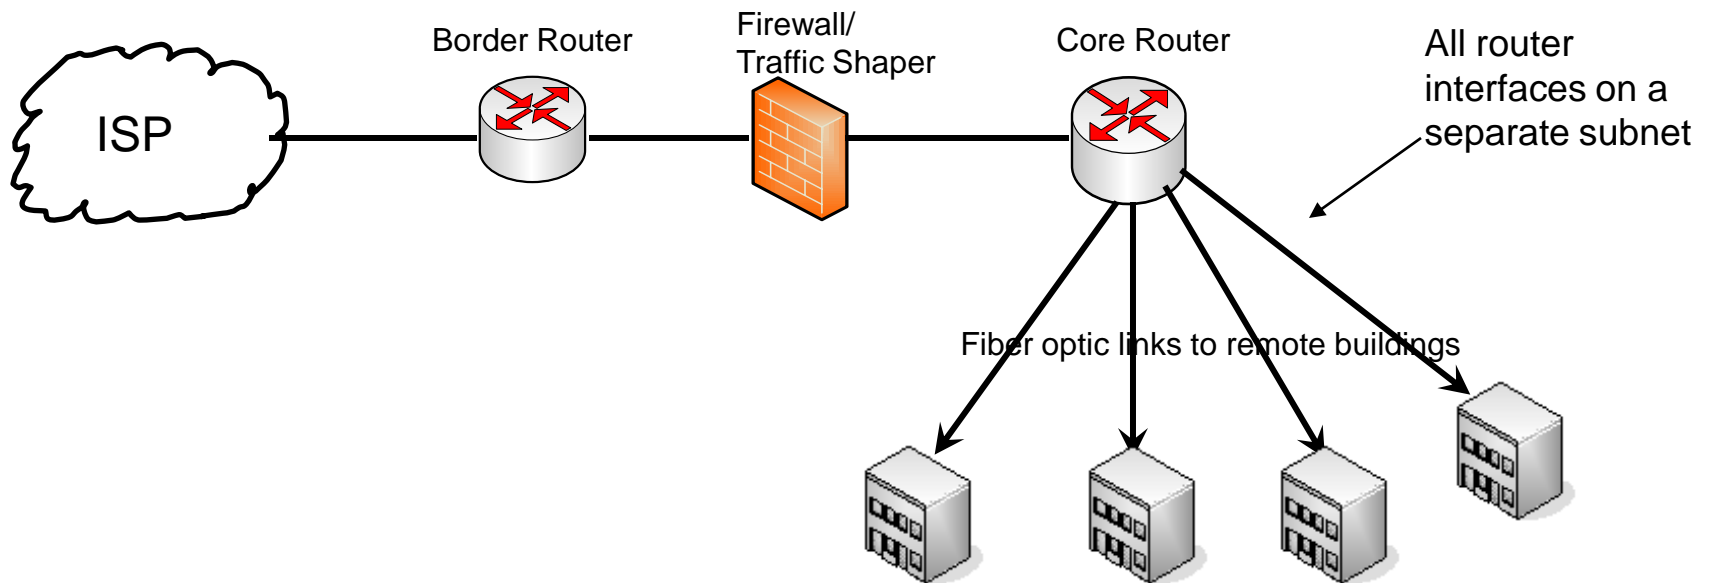 ISP
Border Router
Firewall/
Traffic Shaper
Core Router
All router
interfaces on a
separate subnet
Fiber optic links to remote buildings